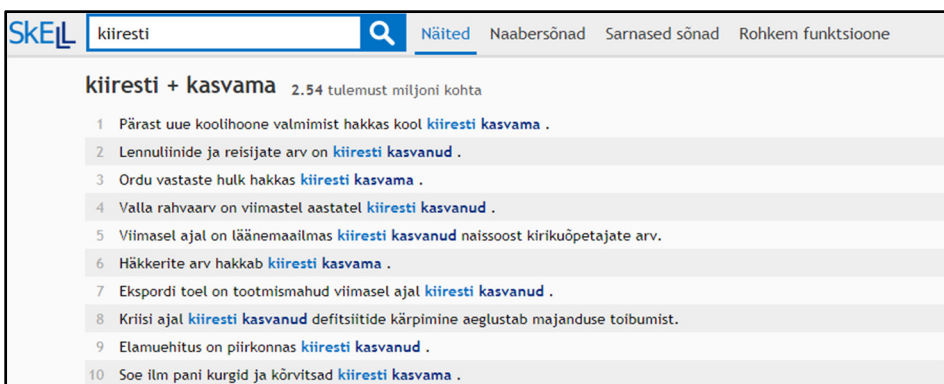 SkELL kiiresti Näited Naabersõnad Sarnased sõnad Rohkem funktsioone
kiiresti + kasvama 2.54 tulemust miljoni kohta
1 Pärast uue koolihoone valmimist hakkas kool kiiresti kasvama .
2 Lennuliinide ja reisijate arv on kiiresti kasvanud .
3 Ordu vastaste hulk hakkas kiiresti kasvama .
4 Valla rahvaarv on viimastel aastatel kiiresti kasvanud .
5 Viimasel ajal on läänemaailmas kiiresti kasvanud naissoost kirikuõpetajate arv.
6 Häkkerite arv hakkab kiiresti kasvama .
7 Ekspordi toel on tootmismahud viimasel ajal kiiresti kasvanud .
8 Kriisi ajal kiiresti kasvanud defitsiitide kärpimine aeglustab majanduse toibumist.
9 Elamuehitus on piirkonnas kiiresti kasvanud .
10 Soe ilm pani kurgid ja kõrvitsad kiiresti kasvama .